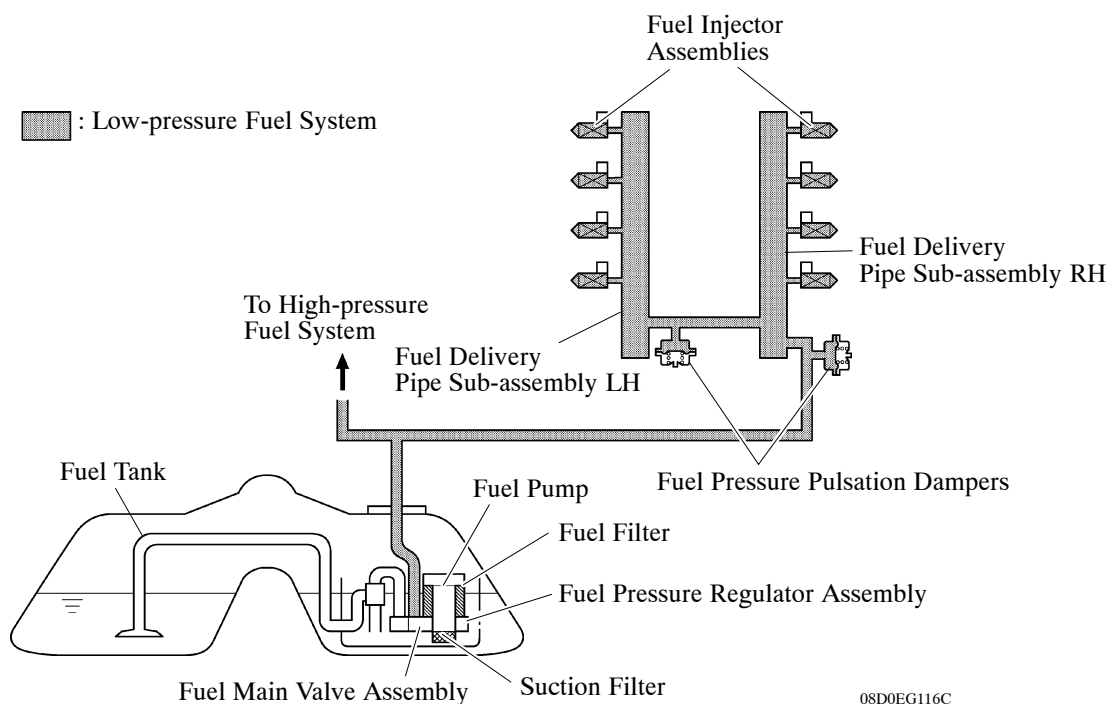 Fuel Injector
Assemblies
: Low-pressure Fuel System
Fuel Delivery
Pipe Sub-assembly RH
To High-pressure
Fuel System
Fuel Delivery
Pipe Sub-assembly LH
Fuel Tank
Fuel Pump
Fuel Pressure Pulsation Dampers
Fuel Filter
Fuel Pressure Regulator Assembly
Fuel Main Valve Assembly
Suction Filter
08D0EG116C